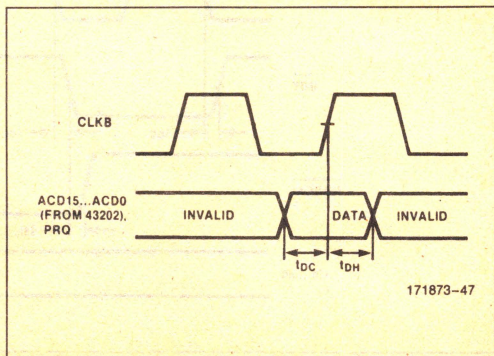 CLKB
ACD15...ACD0
(FROM 43202),
PRQ
INVALID
DATA
INVALID
tDC
tDH
171873–47